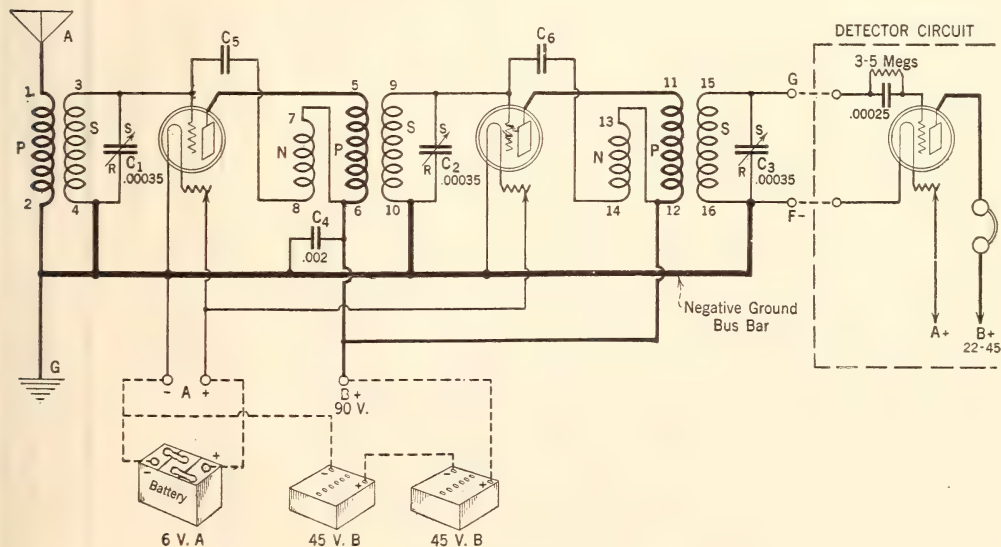 DETECTOR CIRCUIT
A
C5
C6
3-5 Megs
.00025
1
3
5
9
11
15
G
P
S
S
R
C1
.00035
7
N
8
P
S
S
R
C2
.00035
13
N
14
P
S
S
R
C3
.00035
2
4
6
10
12
16
F-
C4
.002
Negative Ground
Bus Bar
A+
B+
22-45
G
- A +
B+
90 V.
- +
Battery
- +
- +
6 V. A
45 V. B
45 V. B